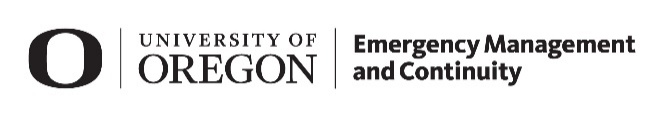 O
UNIVERSITY OF
OREGON
Emergency Management
and Continuity